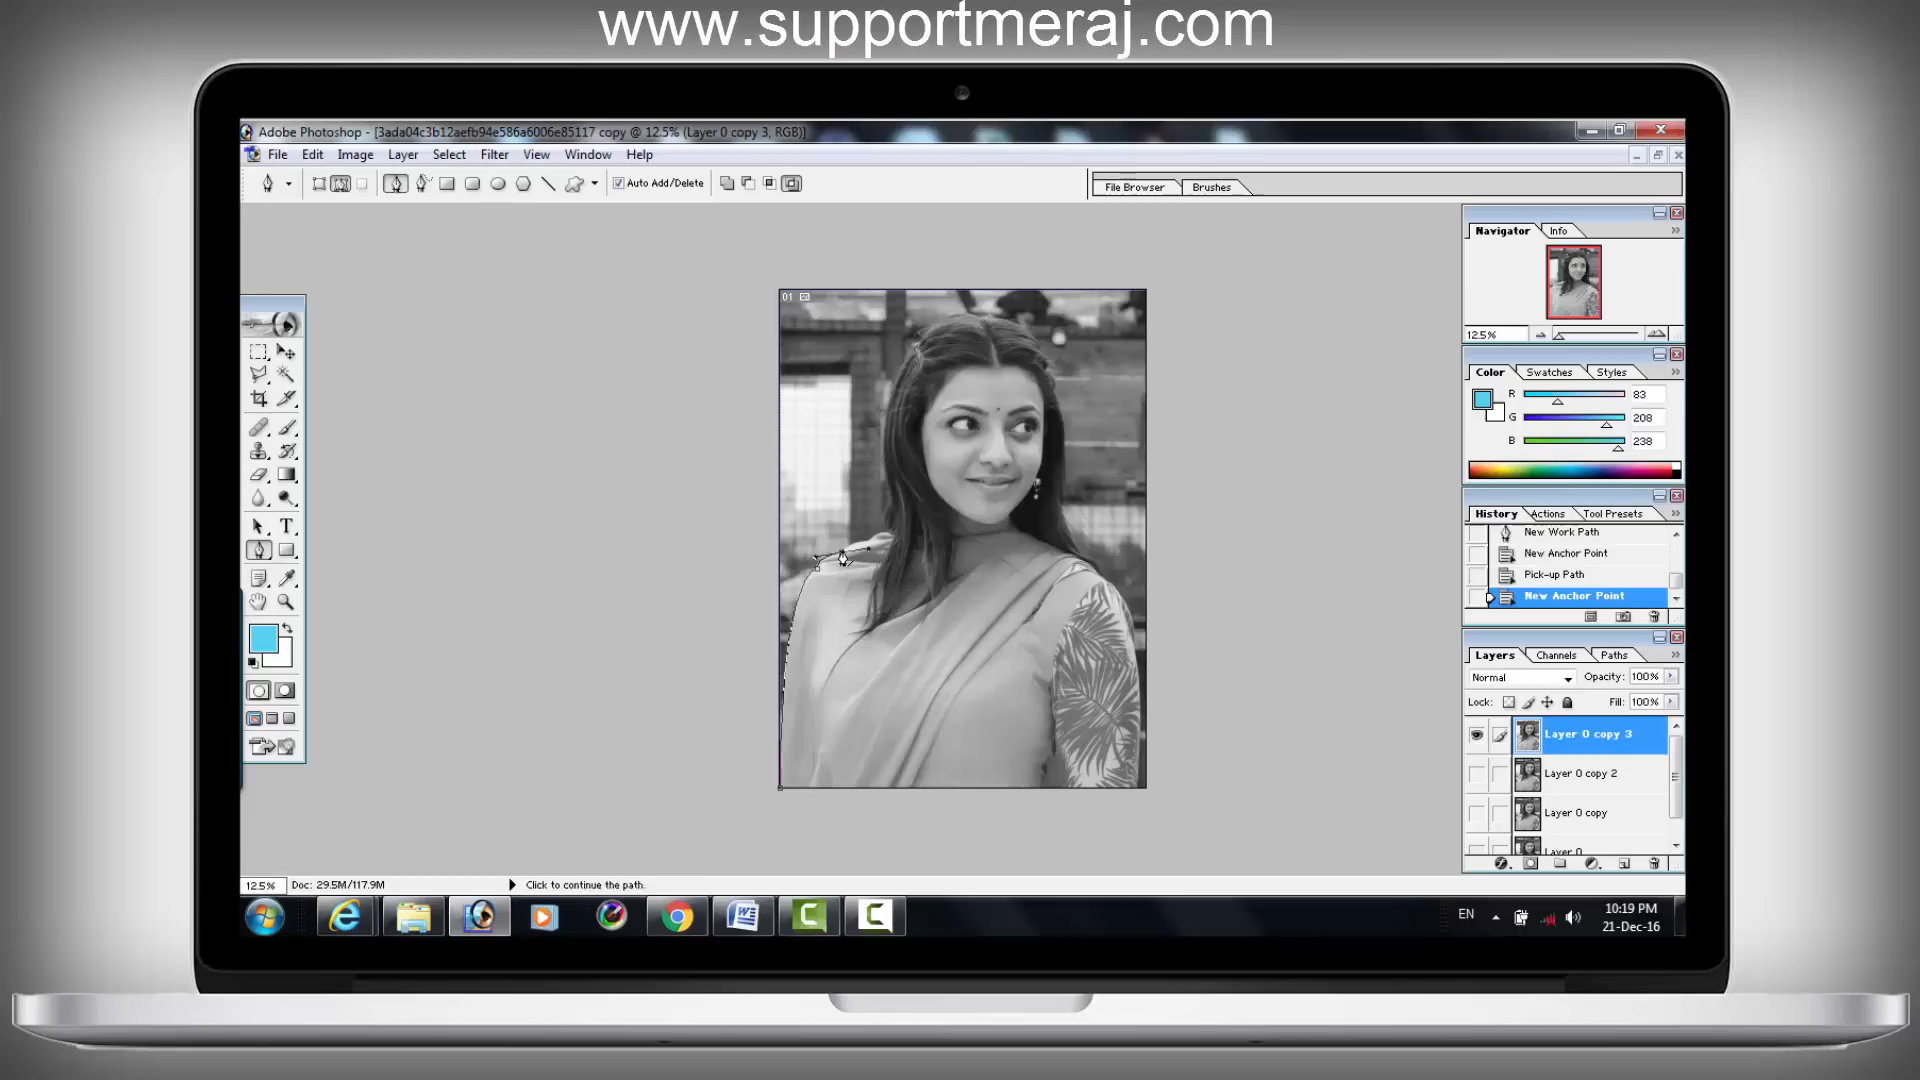 www.supportmeraj.com
Adobe Photoshop - [3ada04c3b12aefb94e586a6006e85117 copy @ 12.5% (Layer 0 copy 3, RGB)]
File Edit Image Layer Select Filter View Window Help
Auto Add/Delete
File Browser Brushes
Navigator Info
01
12.5%
Color Swatches Styles
R 83
G 208
B 238
History Actions Tool Presets
New Work Path
New Anchor Point
Pick-up Path
New Anchor Point
Layers Channels Paths
Normal Opacity: 100%
Lock: Fill: 100%
Layer 0 copy 3
Layer 0 copy 2
Layer 0 copy
Layer 0
12.5% Doc: 29.5M/117.9M Click to continue the path.
EN
10:19 PM
21-Dec-16